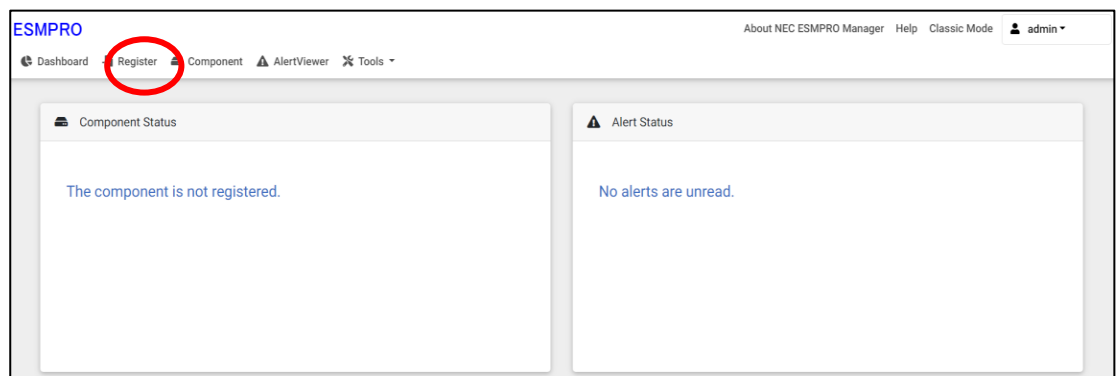 ESMPRO
About NEC ESMPRO Manager Help Classic Mode admin
Dashboard Register Component AlertViewer Tools
Component Status
Alert Status
The component is not registered.
No alerts are unread.